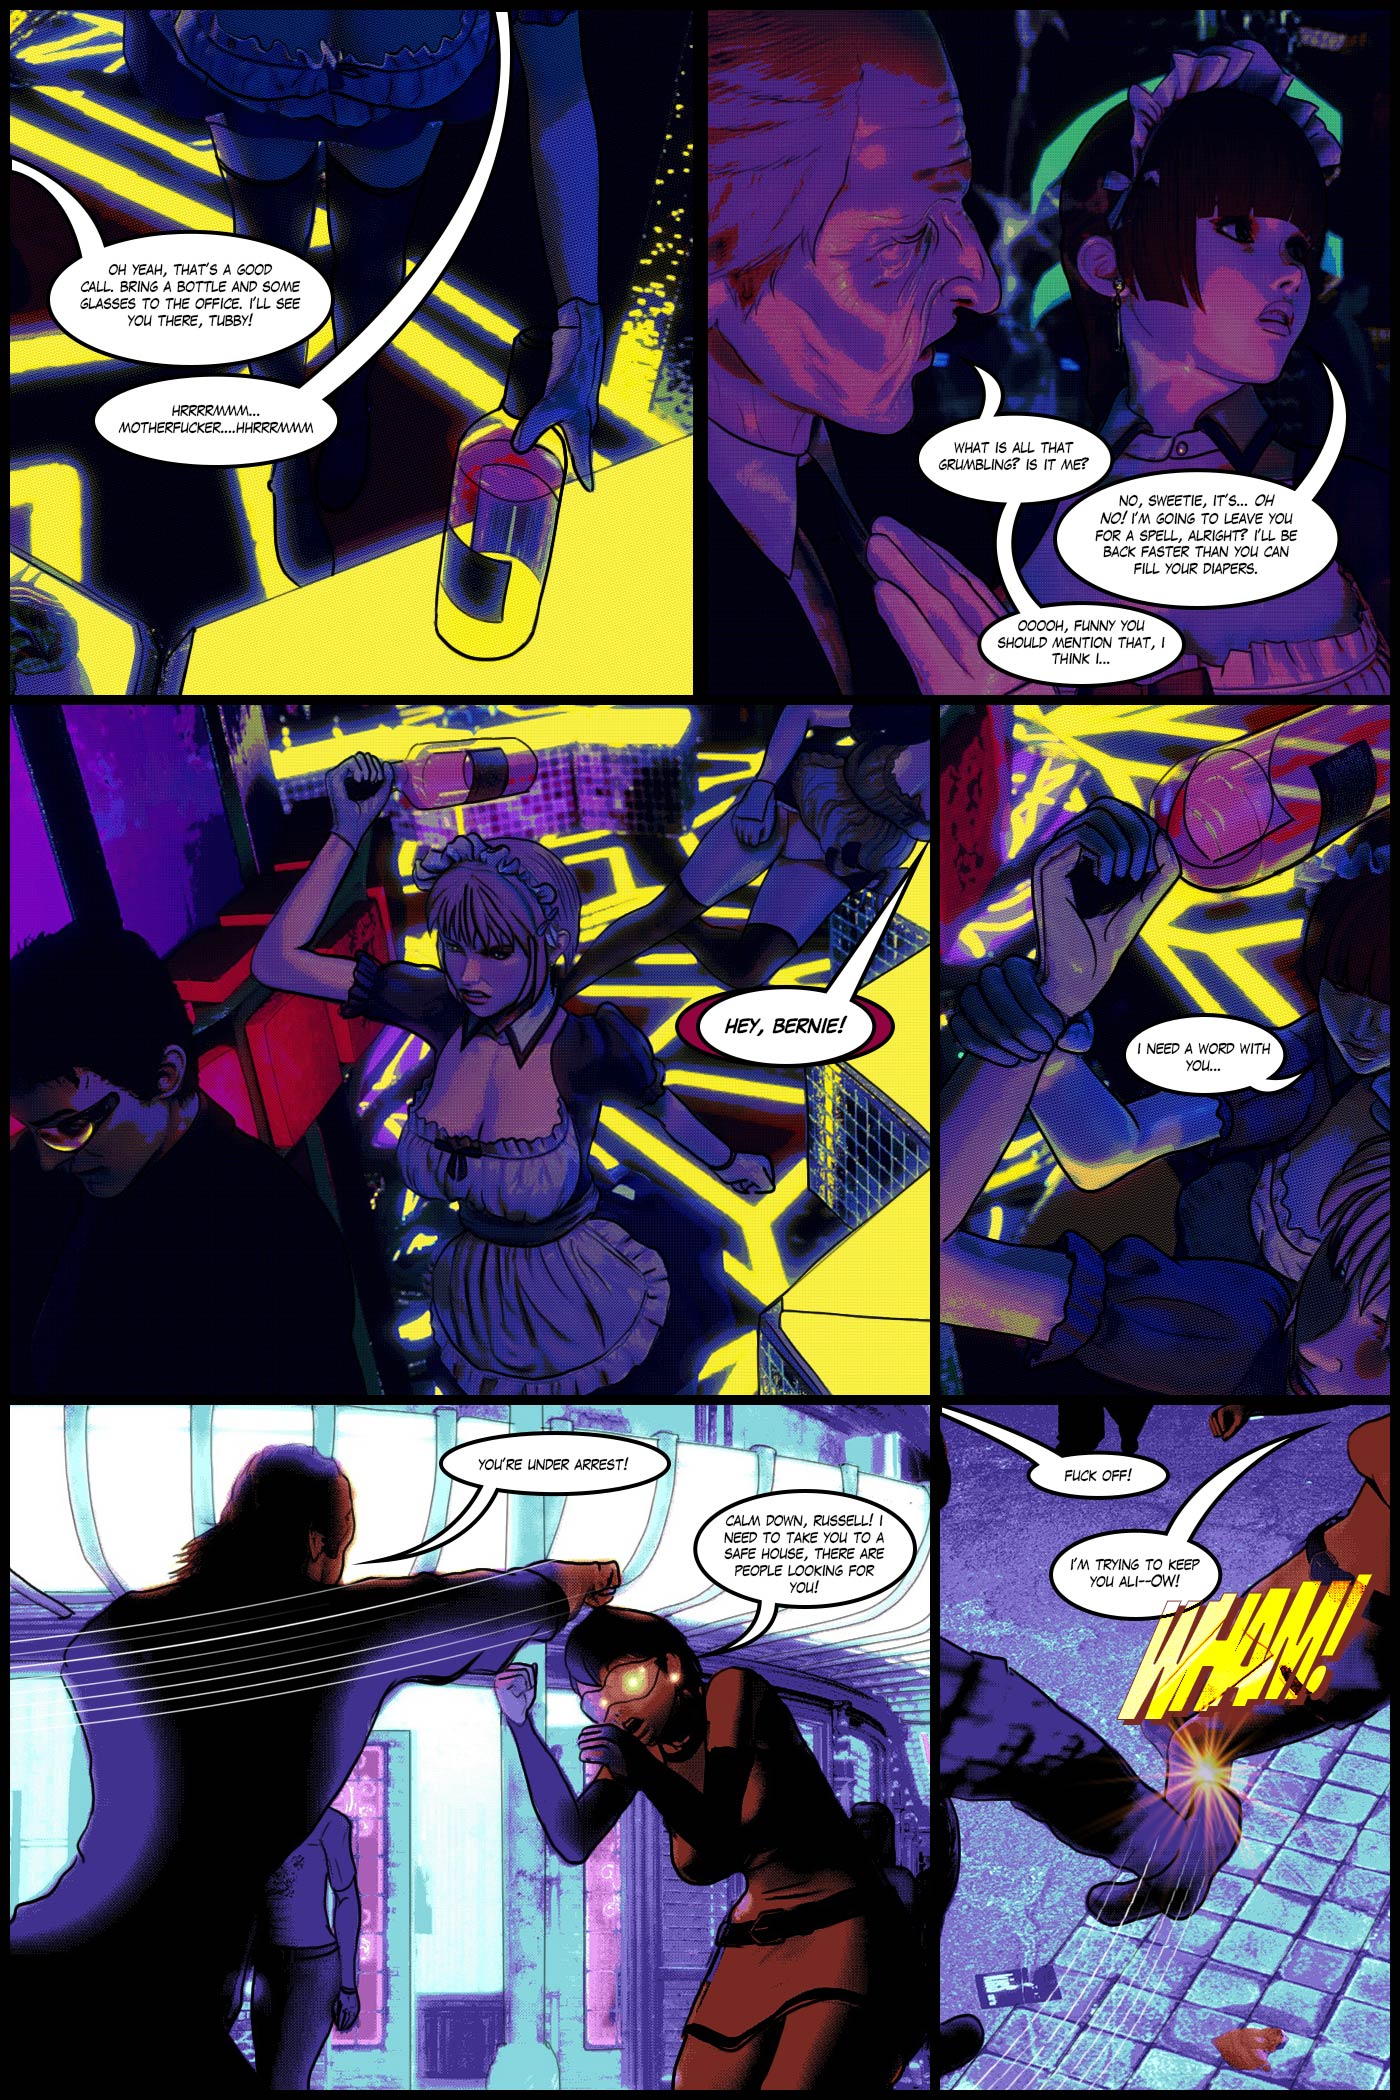 OH YEAH, THAT'S A GOOD
CALL. BRING A BOTTLE AND SOME
GLASSES TO THE OFFICE. I'LL SEE
YOU THERE, TUBBY!
HRRRRMMM...
MOTHERFUCKER....HHRRRMMM
WHAT IS ALL THAT
GRUMBLING? IS IT ME?
NO, SWEETIE, IT'S... OH
NO! I'M GOING TO LEAVE YOU
FOR A SPELL, ALRIGHT? I'LL BE
BACK FASTER THAN YOU CAN
FILL YOUR DIAPERS.
OOOOH, FUNNY YOU
SHOULD MENTION THAT, I
THINK I...
HEY, BERNIE!
I NEED A WORD WITH
YOU...
YOU'RE UNDER ARREST!
CALM DOWN, RUSSELL! I
NEED TO TAKE YOU TO A
SAFE HOUSE, THERE ARE
PEOPLE LOOKING FOR
YOU!
FUCK OFF!
I'M TRYING TO KEEP
YOU ALI--OW!
WHAM!